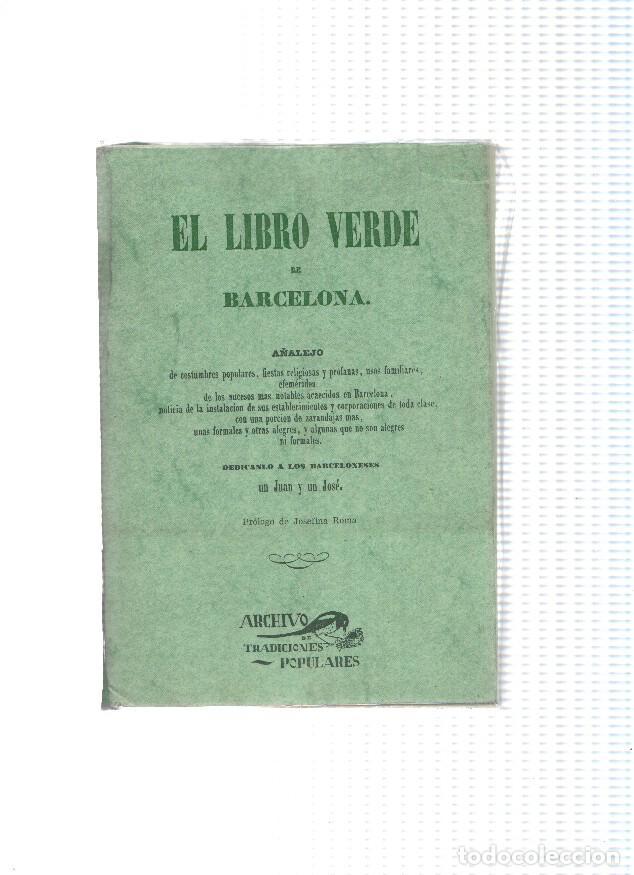 EL LIBRO VERDE
DE
BARCELONA.
AÑALEJO
de costumbres populares, fiestas religiosas y profanas, usos familiares,
efemérides
de los sucesos mas notables acaecidos en Barcelona,
noticia de la instalacion de sus establecimientos y corporaciones de toda clase,
con una porcion de zarandajas mas,
unas formales y otras alegres, y algunas que no son alegres
ni formales.
DEDICANLO A LOS BARCELONESES
un Juan y un José.
Prólogo de Josefina Roma
ARCHIVO
DE
TRADICIONES
POPULARES
todocoleccion
todocoleccion.net